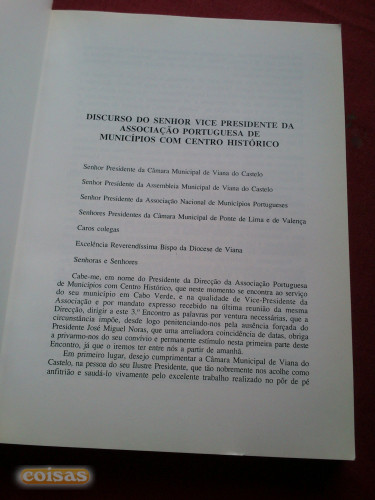 DISCURSO DO SENHOR VICE PRESIDENTE DA
ASSOCIAÇÃO PORTUGUESA DE
MUNICÍPIOS COM CENTRO HISTÓRICO
Senhor Presidente da Câmara Municipal de Viana do Castelo
Senhor Presidente da Assembleia Municipal de Viana do Castelo
Senhor Presidente da Associação Nacional de Municípios Portugueses
Senhores Presidentes da Câmara Municipal de Ponte de Lima e de Valença
Caros colegas
Excelência Reverendíssima Bispo da Diocese de Viana
Senhoras e Senhores
Cabe-me, em nome do Presidente da Direcção da Associação Portuguesa
de Municípios com Centro Histórico, que neste momento se encontra ao serviço
do seu município em Cabo Verde, e na qualidade de Vice-Presidente da
Associação e por mandato expresso recebido na última reunião da mesma
Direcção, dirigir a este 3.º Encontro as palavras por ventura necessárias, que a
circunstância impõe, desde logo penitenciando-nos pela ausência forçada do
Presidente José Miguel Noras, que uma arreliadora coincidência de datas, obriga
a privarmo-nos do seu convívio e permanente estímulo nesta primeira parte deste
Encontro, já que o iremos ter entre nós a partir de amanhã.
Em primeiro lugar, desejo cumprimentar a Câmara Municipal de Viana do
Castelo, na pessoa do seu Ilustre Presidente, que tão nobremente nos acolhe como
anfitrião e saudá-lo vivamente pelo excelente trabalho realizado no pôr de pé
coisas